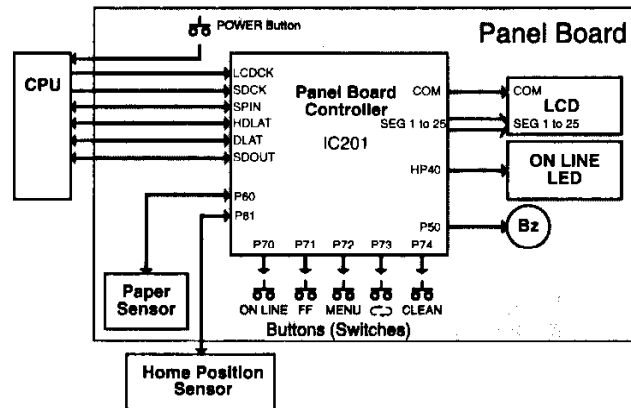 POWER Button
Panel Board
CPU
LCDCK
SDCK
SPIN
HDLAT
DLAT
SDOUT
P60
P61
Panel Board
Controller
IC201
COM
SEG 1 to 25
HP40
P50
COM
LCD
SEG 1 to 25
ON LINE
LED
Bz
P70 P71 P72 P73 P74
ON LINE FF MENU CLEAN
Buttons (Switches)
Paper
Sensor
Home Position
Sensor